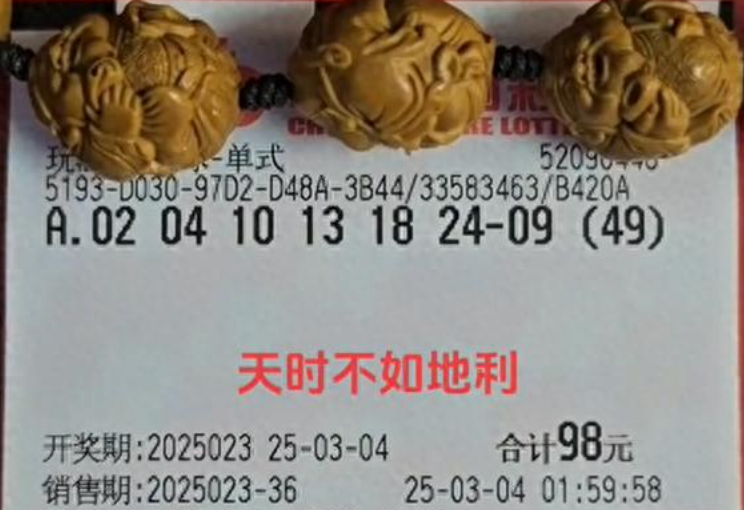 玩 -单式 520904
5193-D030-97D2-D48A-3B44/33583463/B420A
A.02 04 10 13 18 24-09 (49)
天时不如地利
开奖期:2025023 25-03-04 合计98元
销售期:2025023-36 25-03-04 01:59:58